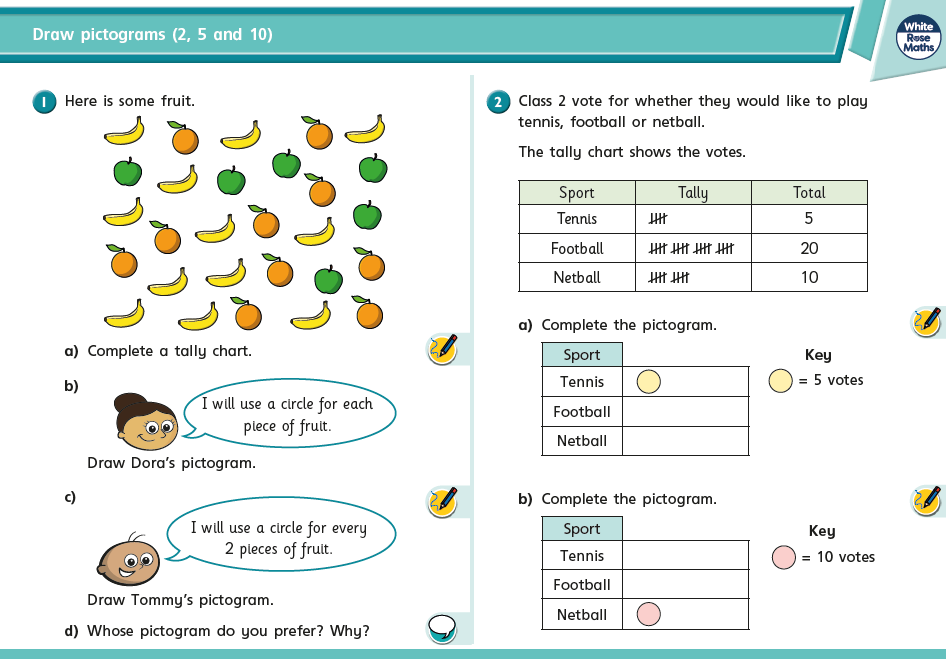 Draw pictograms (2, 5 and 10)
White
Rose
Maths
1 Here is some fruit.
a) Complete a tally chart.
b)
I will use a circle for each
piece of fruit.
Draw Dora's pictogram.
c)
I will use a circle for every
2 pieces of fruit.
Draw Tommy's pictogram.
d) Whose pictogram do you prefer? Why?
2 Class 2 vote for whether they would like to play
tennis, football or netball.
The tally chart shows the votes.
Sport Tally Total
Tennis 5
Football 20
Netball 10
a) Complete the pictogram.
Sport
Tennis
Football
Netball
Key
= 5 votes
b) Complete the pictogram.
Sport
Tennis
Football
Netball
Key
= 10 votes